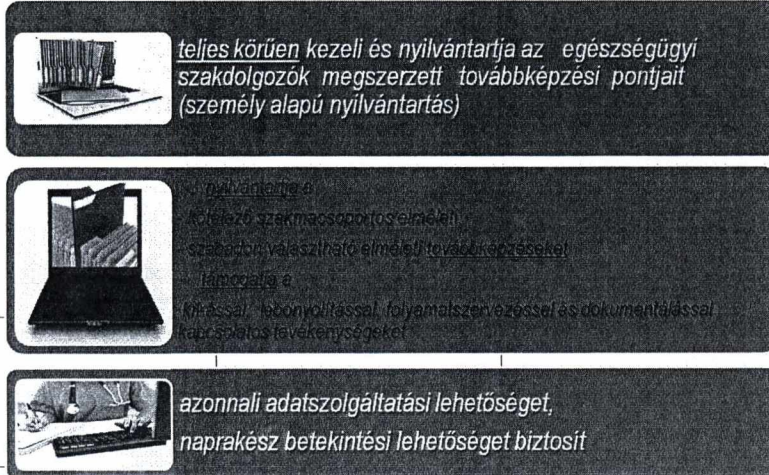 teljes körűen kezeli és nyilvántartja az egészségügyi
szakdolgozók megszerzett továbbképzési pontjait
(személy alapú nyilvántartás)
nyilvántartja a
kötelező szakmacsoportos elméleti
szabadon választható elméleti továbbképzéseket
támogatja a
kiírással, lebonyolítással, folyamatszervezéssel és dokumentálással
kapcsolatos tevékenységeket
azonnali adatszolgáltatási lehetőséget,
naprakész betekintési lehetőséget biztosít